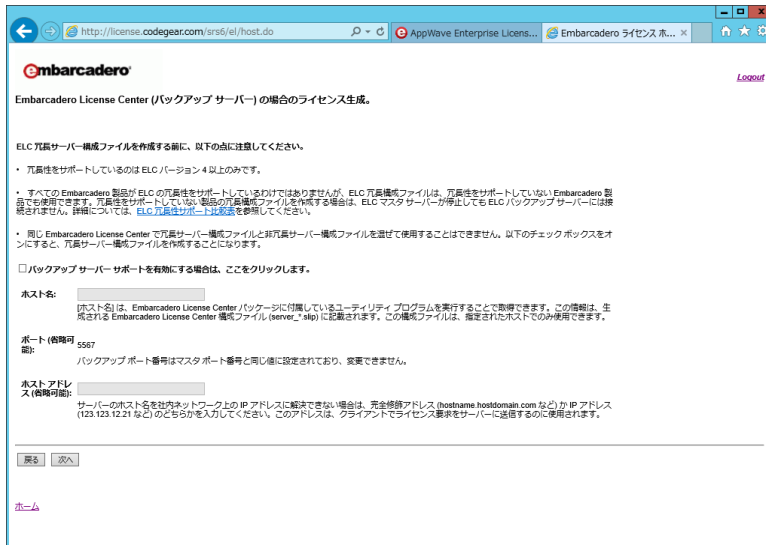 http://license.codegear.com/srs6/el/host.do
AppWave Enterprise Licens...
Embarcadero ライセンス ホ...
embarcadero
Logout
Embarcadero License Center (バックアップ サーバー) の場合のライセンス生成。
ELC 冗長サーバー構成ファイルを作成する前に、以下の点に注意してください。
• 冗長性をサポートしているのは ELC バージョン 4 以上のみです。
• すべての Embarcadero 製品が ELC の冗長性をサポートしているわけではありませんが、ELC 冗長構成ファイルは、冗長性をサポートしていない Embarcadero 製
品でも使用できます。冗長性をサポートしていない製品の冗長構成ファイルを作成する場合は、ELC マスタ サーバーが停止しても ELC バックアップ サーバーには接
続されません。詳細については、ELC 冗長性サポート比較表を参照してください。
• 同じ Embarcadero License Center で冗長サーバー構成ファイルと非冗長サーバー構成ファイルを混ぜて使用することはできません。以下のチェック ボックスをオ
ンにすると、冗長サーバー構成ファイルを作成することになります。
バックアップ サーバー サポートを有効にする場合は、ここをクリックします。
ホスト名:
[ホスト名] は、Embarcadero License Center パッケージに付属しているユーティリティ プログラムを実行することで取得できます。この情報は、生
成される Embarcadero License Center 構成ファイル (server_*.slip) に記載されます。この構成ファイルは、指定されたホストでのみ使用できます。
ポート (省略可
能):
5567
バックアップ ポート番号はマスタ ポート番号と同じ値に設定されており、変更できません。
ホスト アドレ
ス (省略可能):
サーバーのホスト名を社内ネットワーク上の IP アドレスに解決できない場合は、完全修飾アドレス (hostname.hostdomain.com など) か IP アドレス
(123.123.12.21 など) のどちらかを入力してください。このアドレスは、クライアントでライセンス要求をサーバーに送信するのに使用されます。
戻る
次へ
ホーム